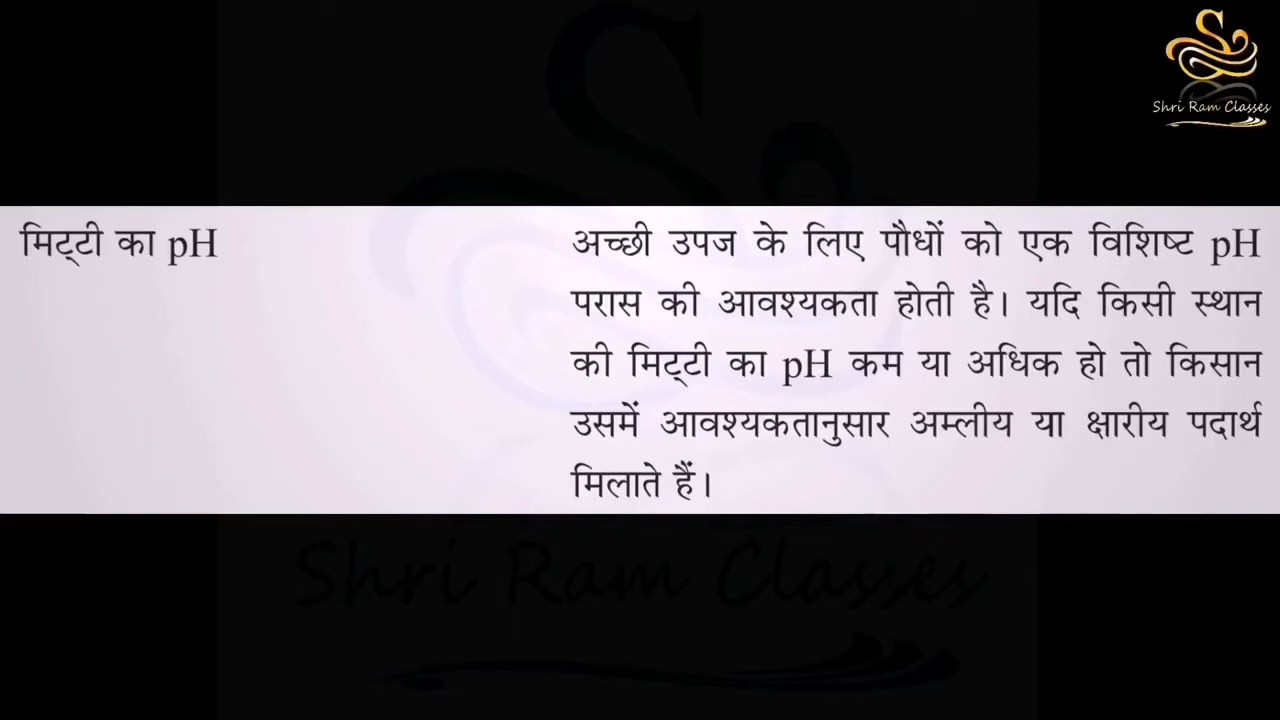 Shri Ram Classes
मिट्टी का pH
अच्छी उपज के लिए पौधों को एक विशिष्ट pH
परास की आवश्यकता होती है। यदि किसी स्थान
की मिट्टी का pH कम या अधिक हो तो किसान
उसमें आवश्यकतानुसार अम्लीय या क्षारीय पदार्थ
मिलाते हैं।
Shri Ram Classes